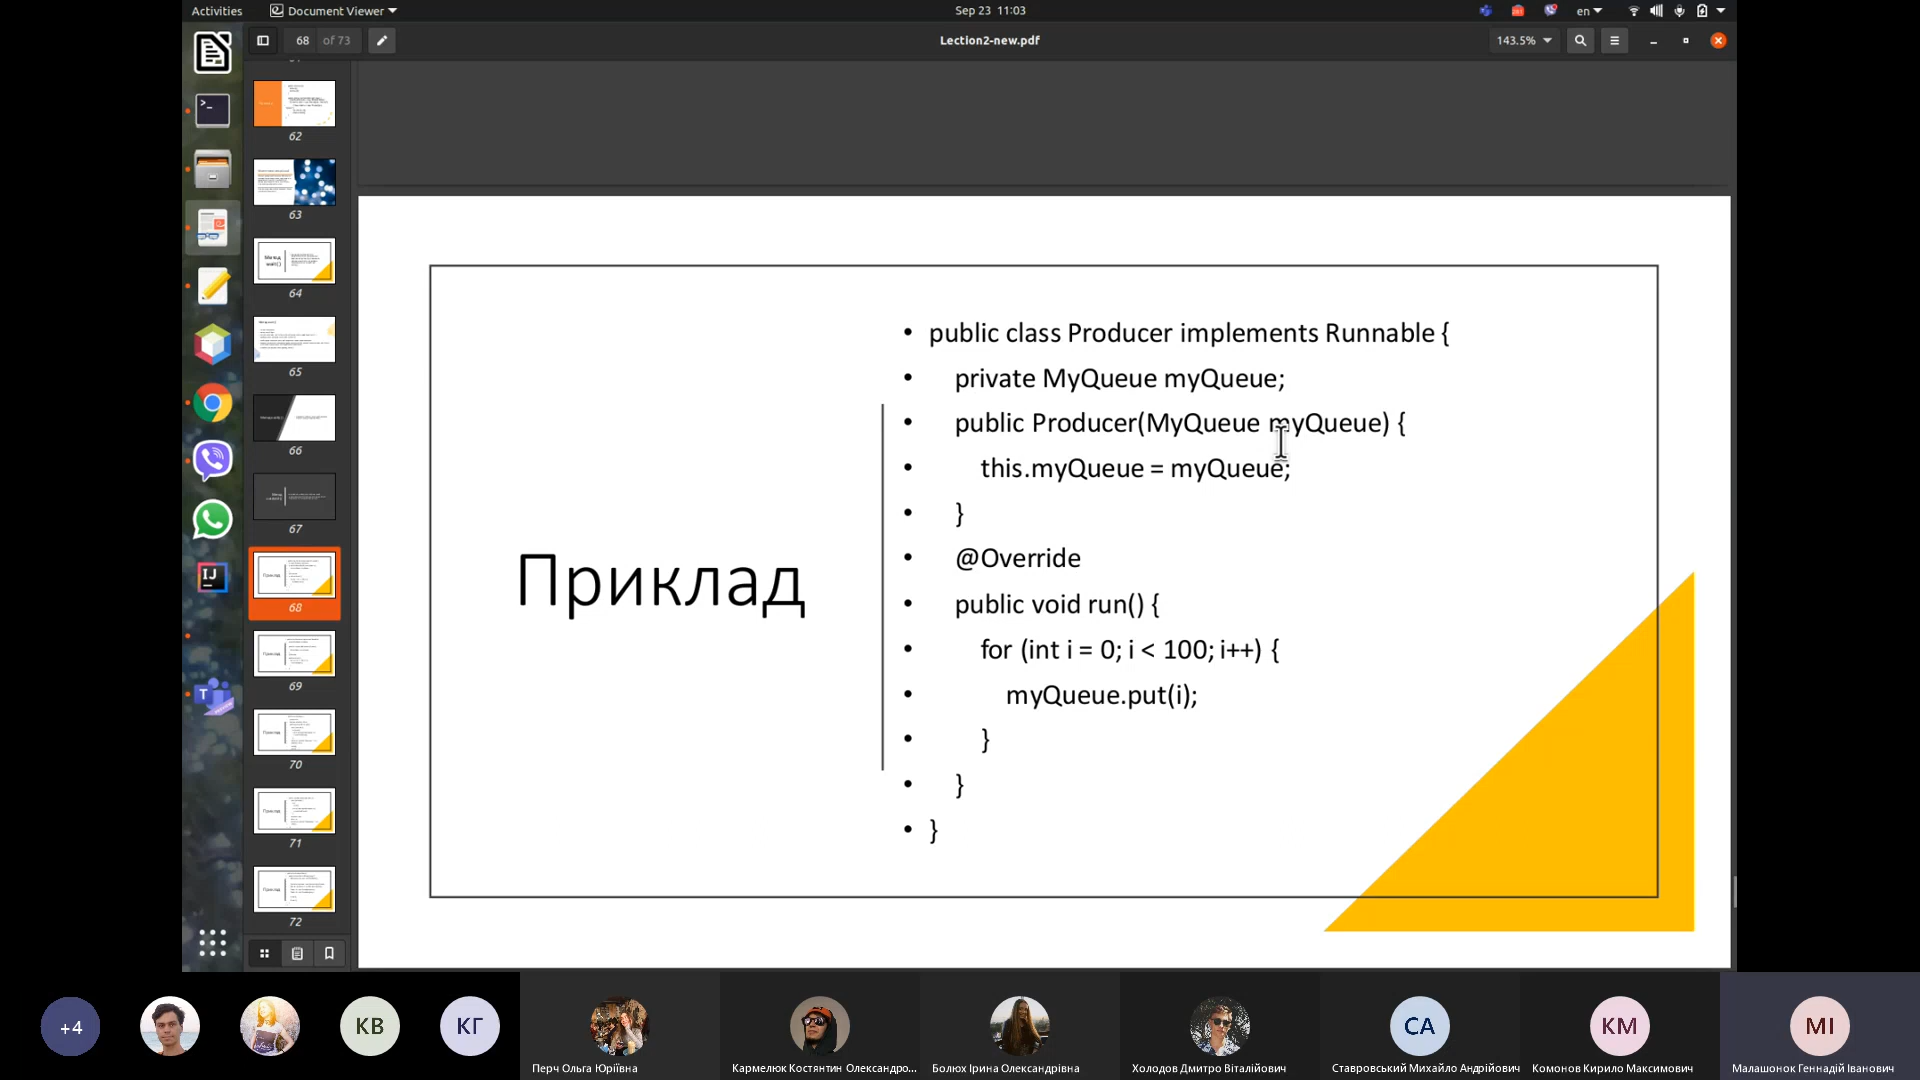 Activities
Document Viewer
Sep 23 11:03
en
68 of 73
Lection2-new.pdf
143.5%
62
63
64
65
66
67
68
69
70
71
72
Приклад
• public class Producer implements Runnable {
• private MyQueue myQueue;
• public Producer(MyQueue myQueue) {
• this.myQueue = myQueue;
• }
• @Override
• public void run() {
• for (int i = 0; i < 100; i++) {
• myQueue.put(i);
• }
• }
• }
+4
КВ
КГ
СА
КМ
МІ
Перч Ольга Юріївна
Кармелюк Костянтин Олександро...
Болюх Ірина Олександрівна
Холодов Дмитро Віталійович
Ставровський Михайло Андрійович
Комонов Кирило Максимович
Малашонок Геннадій Іванович